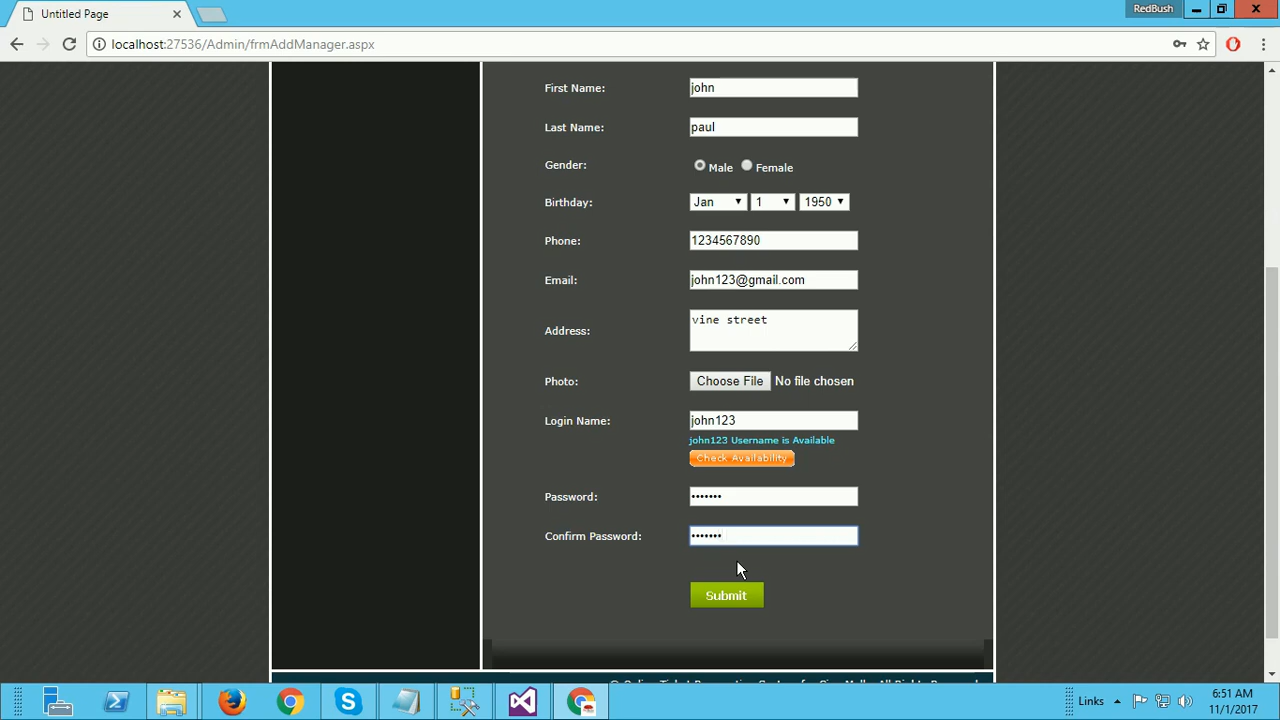 Untitled Page
RedBush
localhost:27536/Admin/frmAddManager.aspx
First Name: john
Last Name: paul
Gender: Male Female
Birthday: Jan 1 1950
Phone: 1234567890
Email: john123@gmail.com
Address: vine street
Photo: Choose File No file chosen
Login Name: john123
john123 Username is Available
Check Availability
Password: •••••••
Confirm Password: •••••••
Submit
Links 6:51 AM
11/1/2017